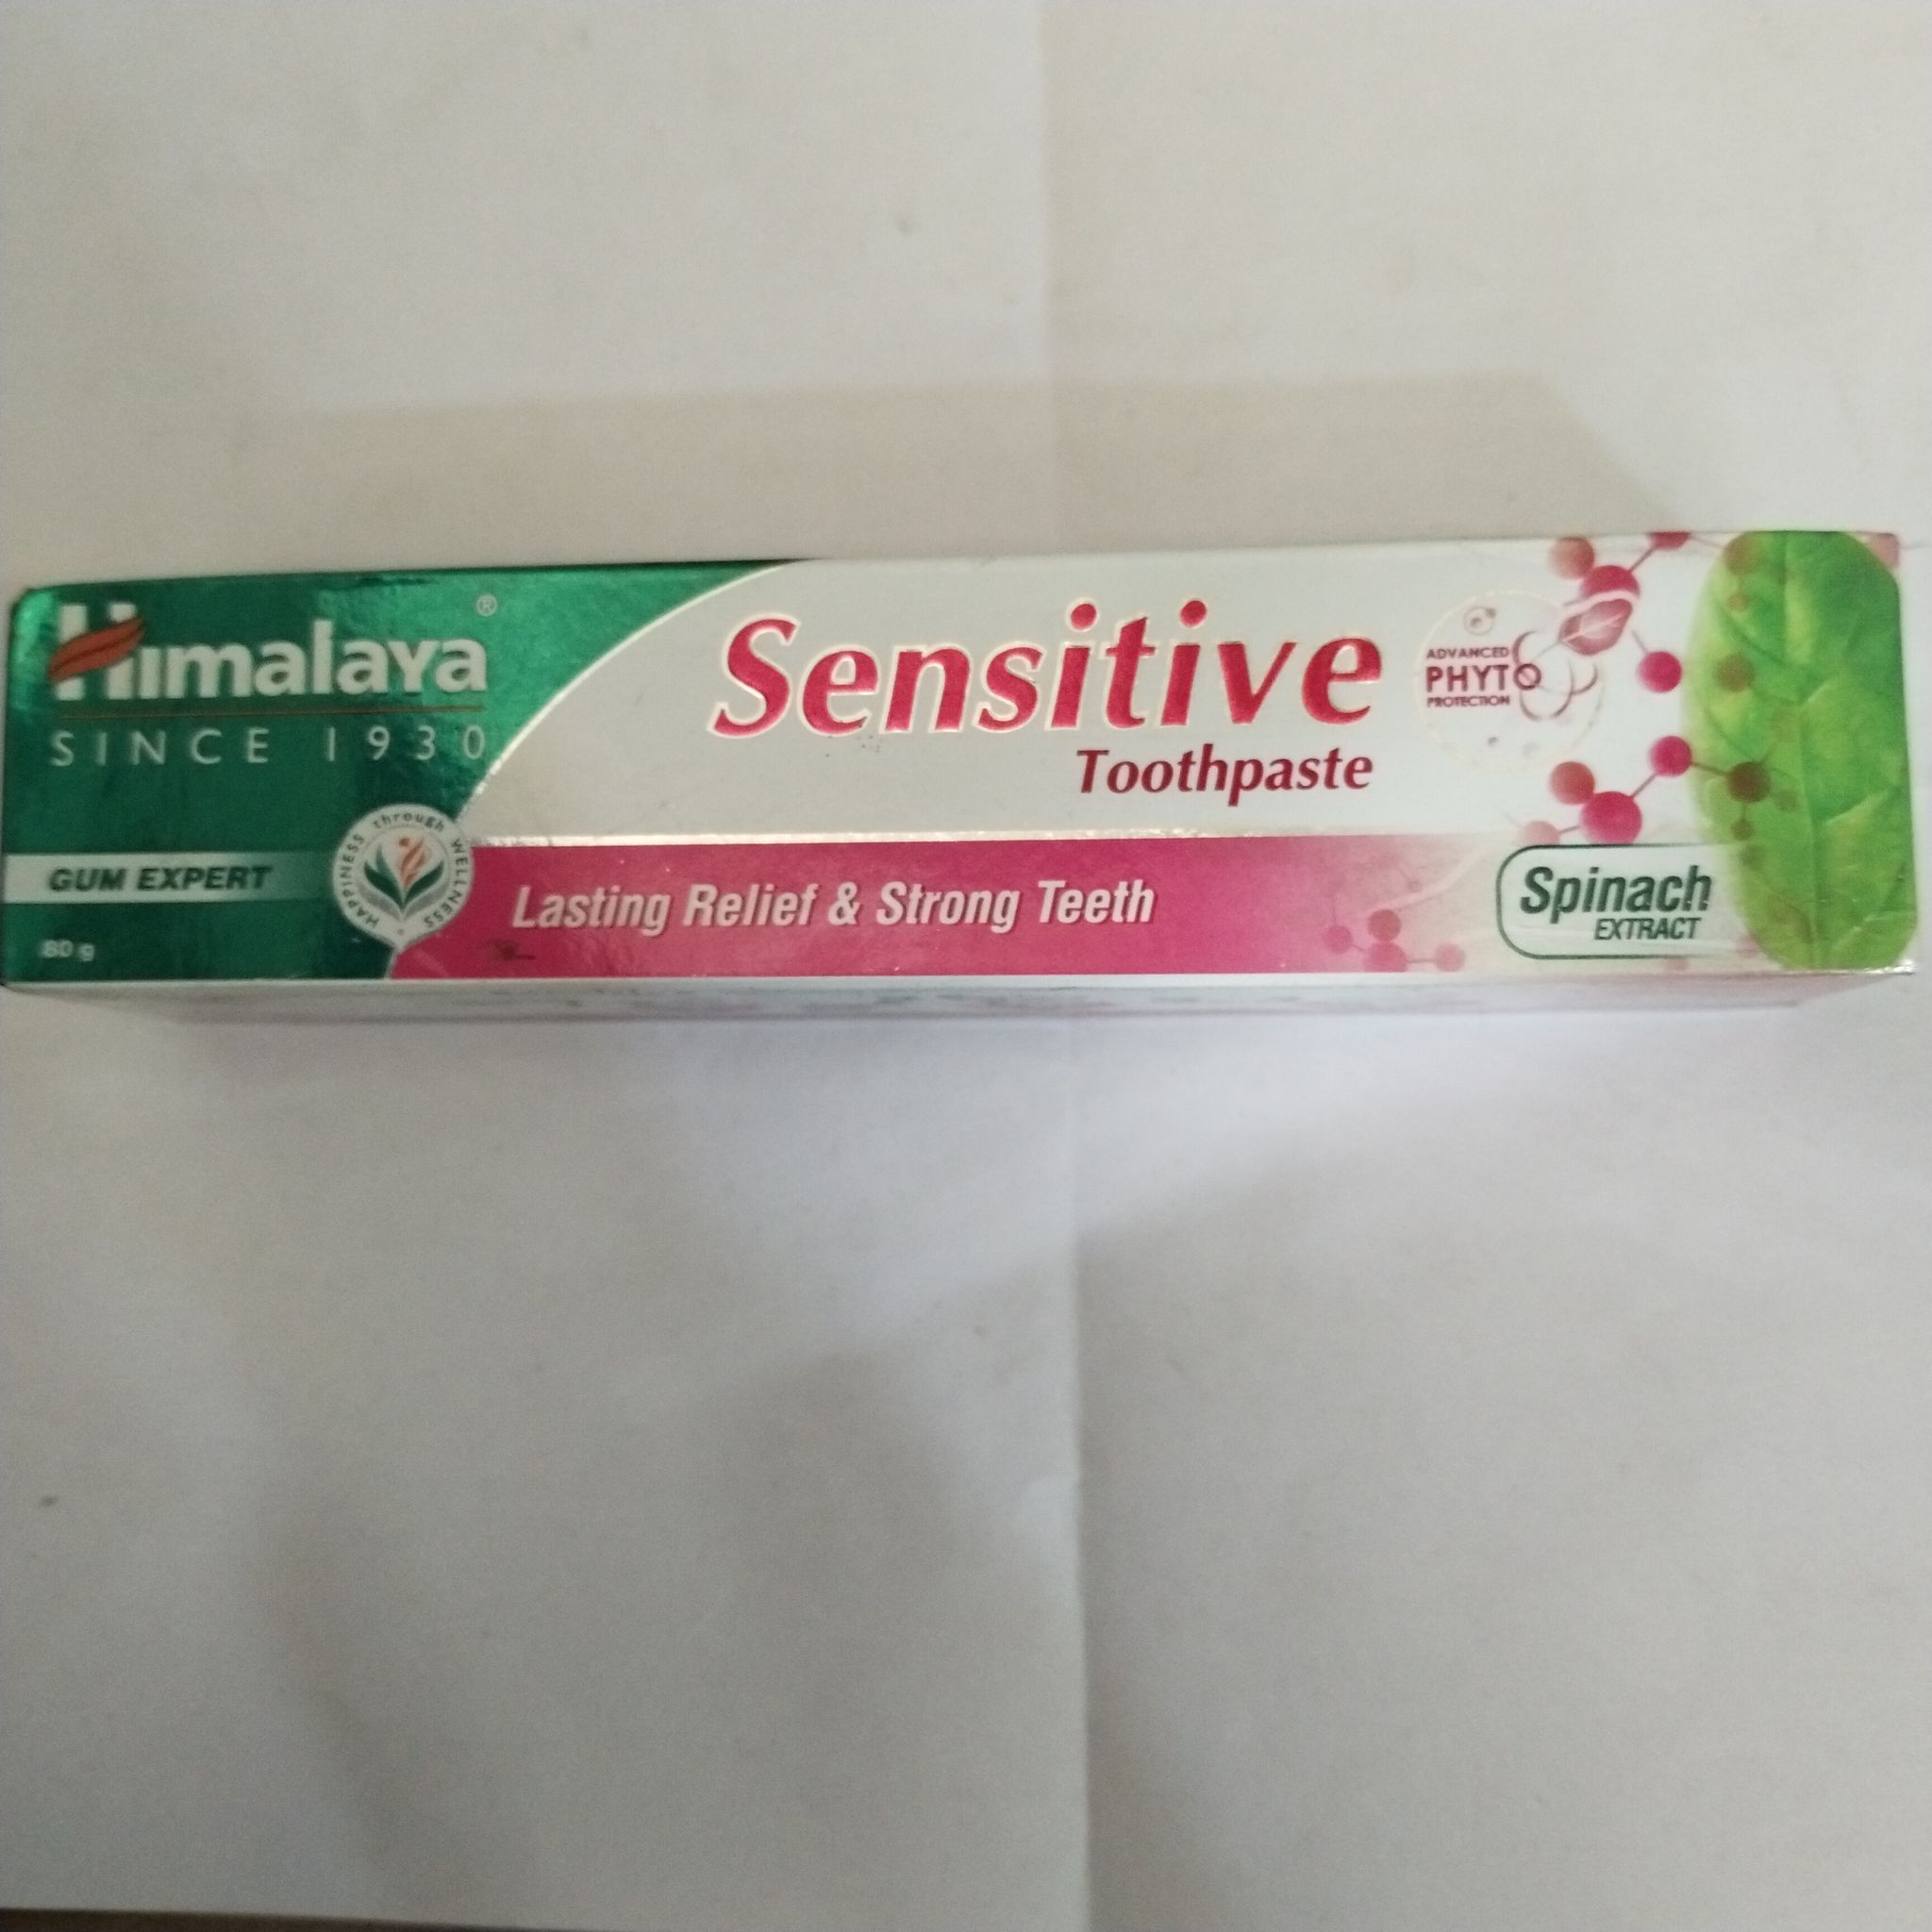 Himalaya®
SINCE 1930
GUM EXPERT
80 g
HAPPINESS through WELLNESS
Sensitive
Toothpaste
Lasting Relief & Strong Teeth
ADVANCED
PHYTO
PROTECTION
Spinach
EXTRACT